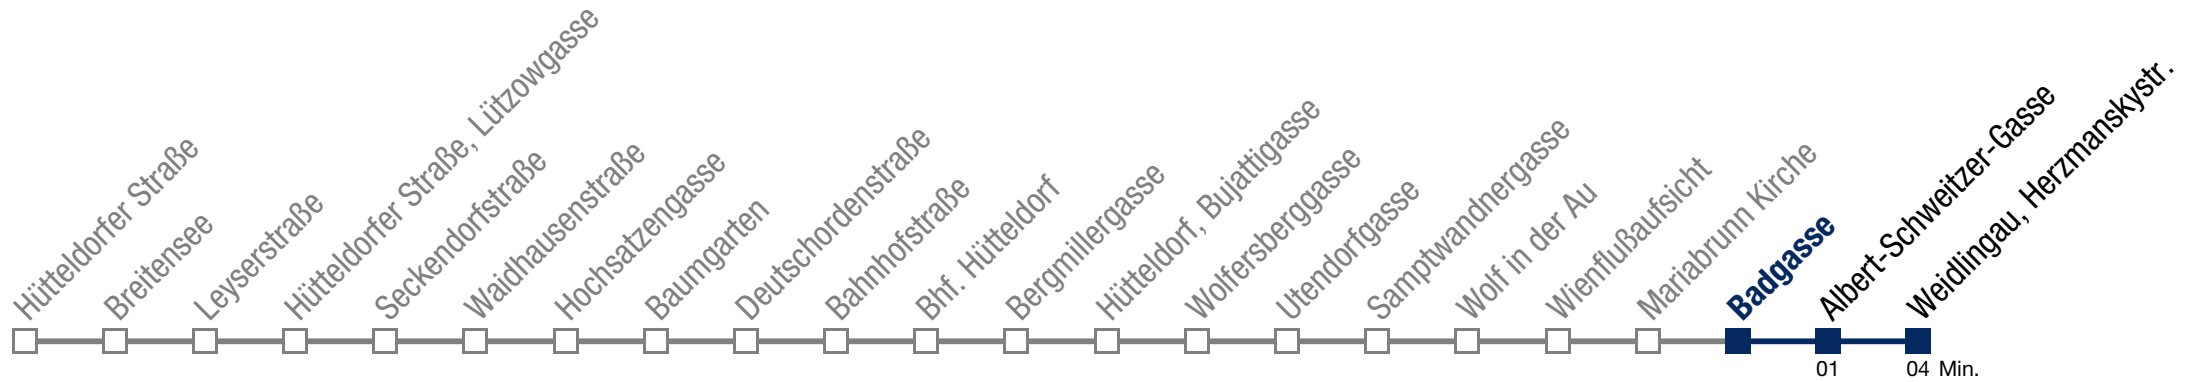 Hütteldorfer Straße
Breitensee
Leyserstraße
Hütteldorfer Straße, Lützowgasse
Seckendorfstraße
Waidhausenstraße
Hochsatzengasse
Baumgarten
Deutschordenstraße
Bahnhofstraße
Bhf. Hütteldorf
Bergmillergasse
Hütteldorf, Bujattigasse
Wolfersberggasse
Utendorfgasse
Samptwandnergasse
Wolf in der Au
Wienflußaufsicht
Mariabrunn Kirche
Badgasse
Albert-Schweitzer-Gasse
Weidlingau, Herzmanskystr.
01
04 Min.